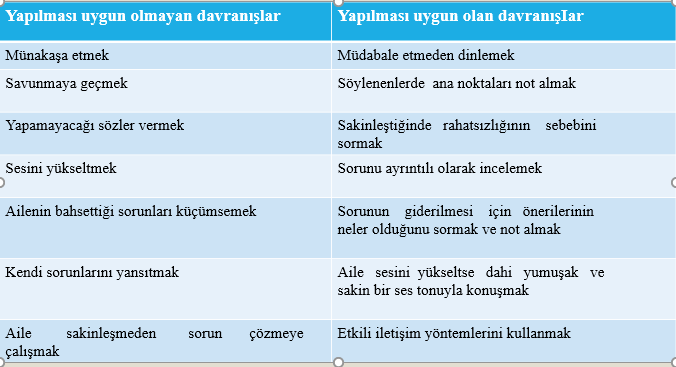 Yapılması uygun olmayan davranışlar
Yapılması uygun olan davranışlar
Münakaşa etmek
Müdabale etmeden dinlemek
Savunmaya geçmek
Söylenenlerde ana noktaları not almak
Yapamayacağı sözler vermek
Sakinleştiğinde rahatsızlığının sebebini
sormak
Sesini yükseltmek
Sorunu ayrıntılı olarak incelemek
Ailenin bahsettiği sorunları küçümsemek
Sorunun giderilmesi için önerilerinin
neler olduğunu sormak ve not almak
Kendi sorunlarını yansıtmak
Aile sesini yükseltse dahi yumuşak ve
sakin bir ses tonuyla konuşmak
Aile sakinleşmeden sorun çözmeye
çalışmak
Etkili iletişim yöntemlerini kullanmak